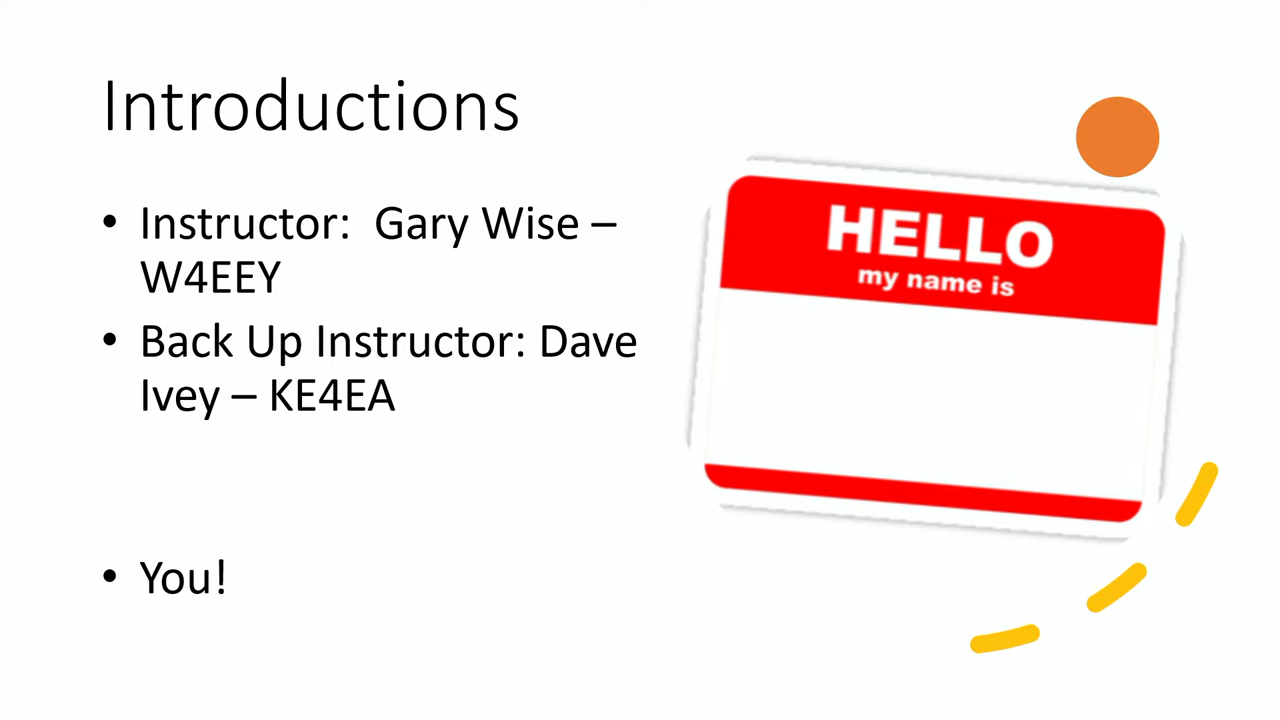 Introductions
• Instructor:  Gary Wise –
W4EEY
• Back Up Instructor: Dave
Ivey – KE4EA
• You!
HELLO
my name is